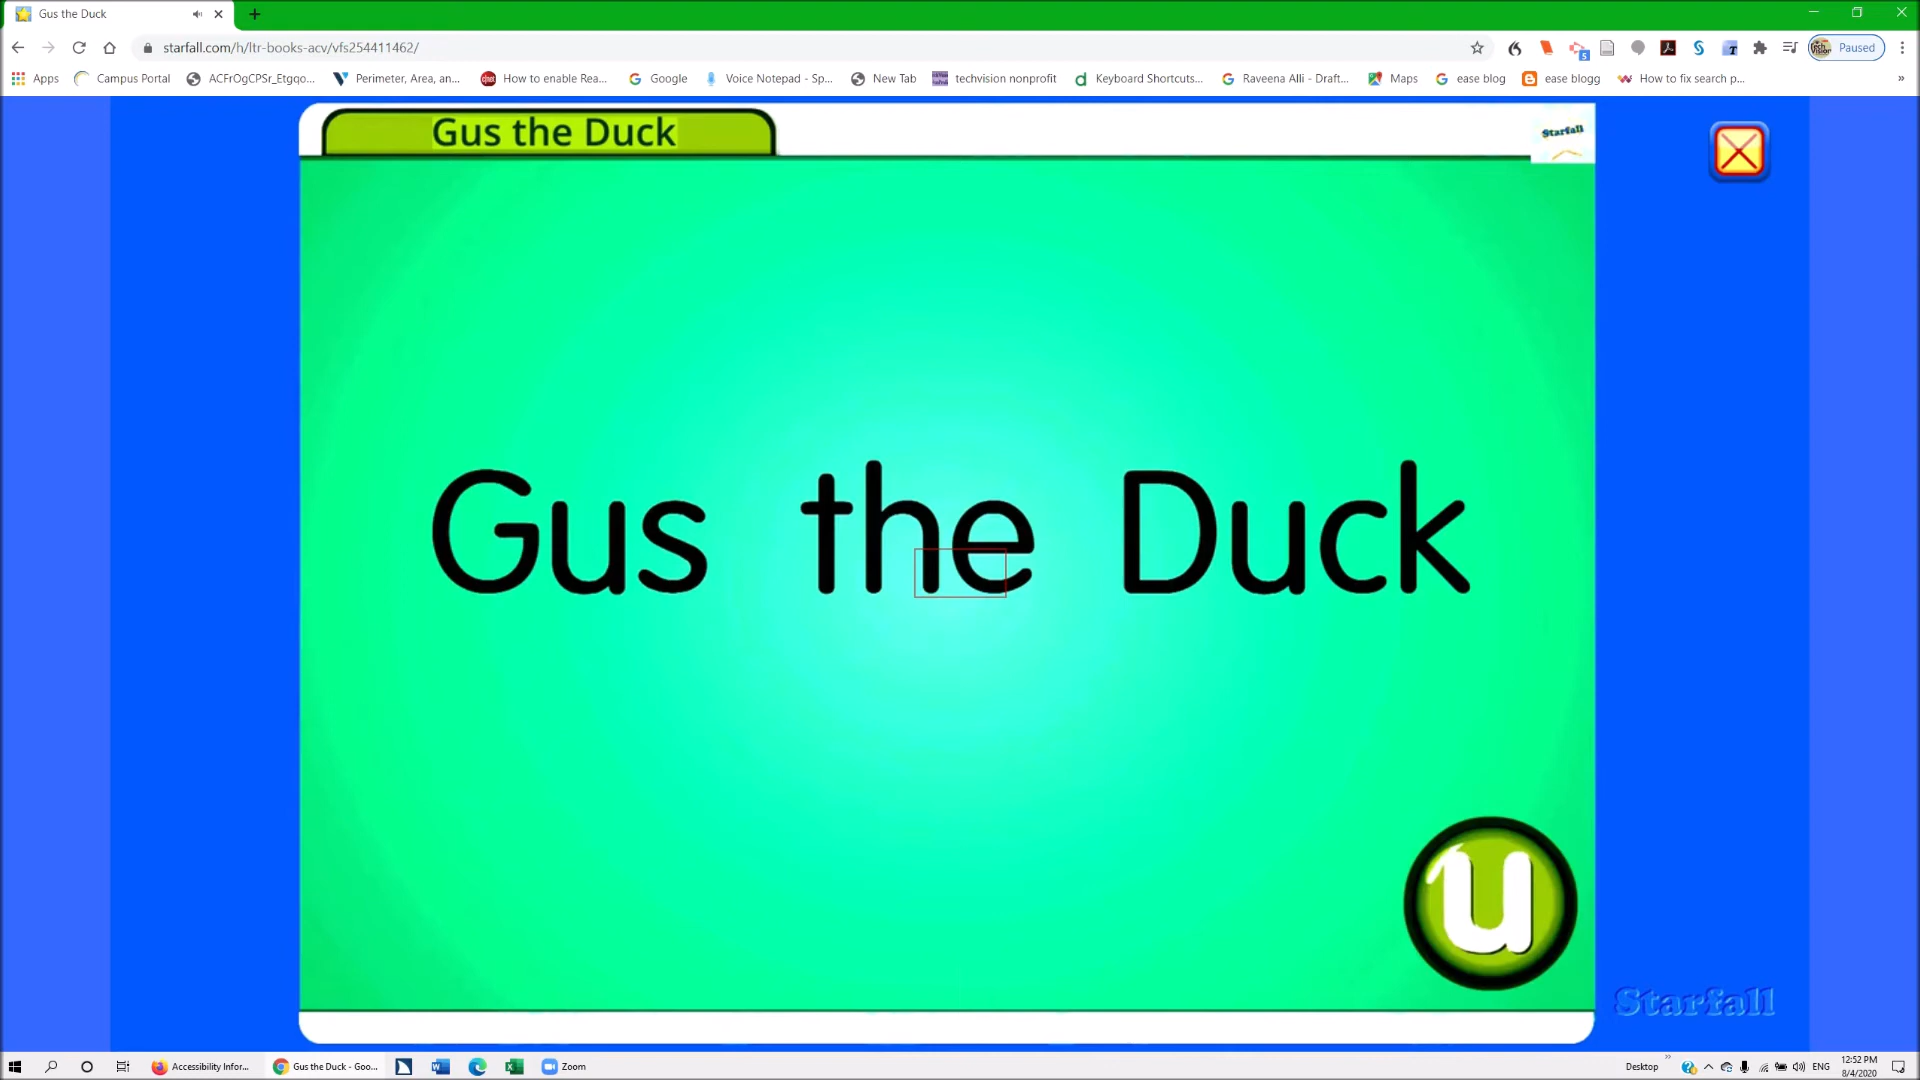 Gus the Duck
starfall.com/h/ltr-books-acv/vfs254411462/
Paused
Apps
Campus Portal
ACFrOgCPSr_Etgqo...
Perimeter, Area, an...
How to enable Rea...
Google
Voice Notepad - Sp...
New Tab
techvision nonprofit
Keyboard Shortcuts...
Raveena Alli - Draft...
Maps
ease blog
ease blogg
How to fix search p...
»
Gus the Duck
Starfall
Gus the Duck
u
Starfall
Accessibility Infor...
Gus the Duck - Goo...
Zoom
Desktop
ENG
12:52 PM
8/4/2020